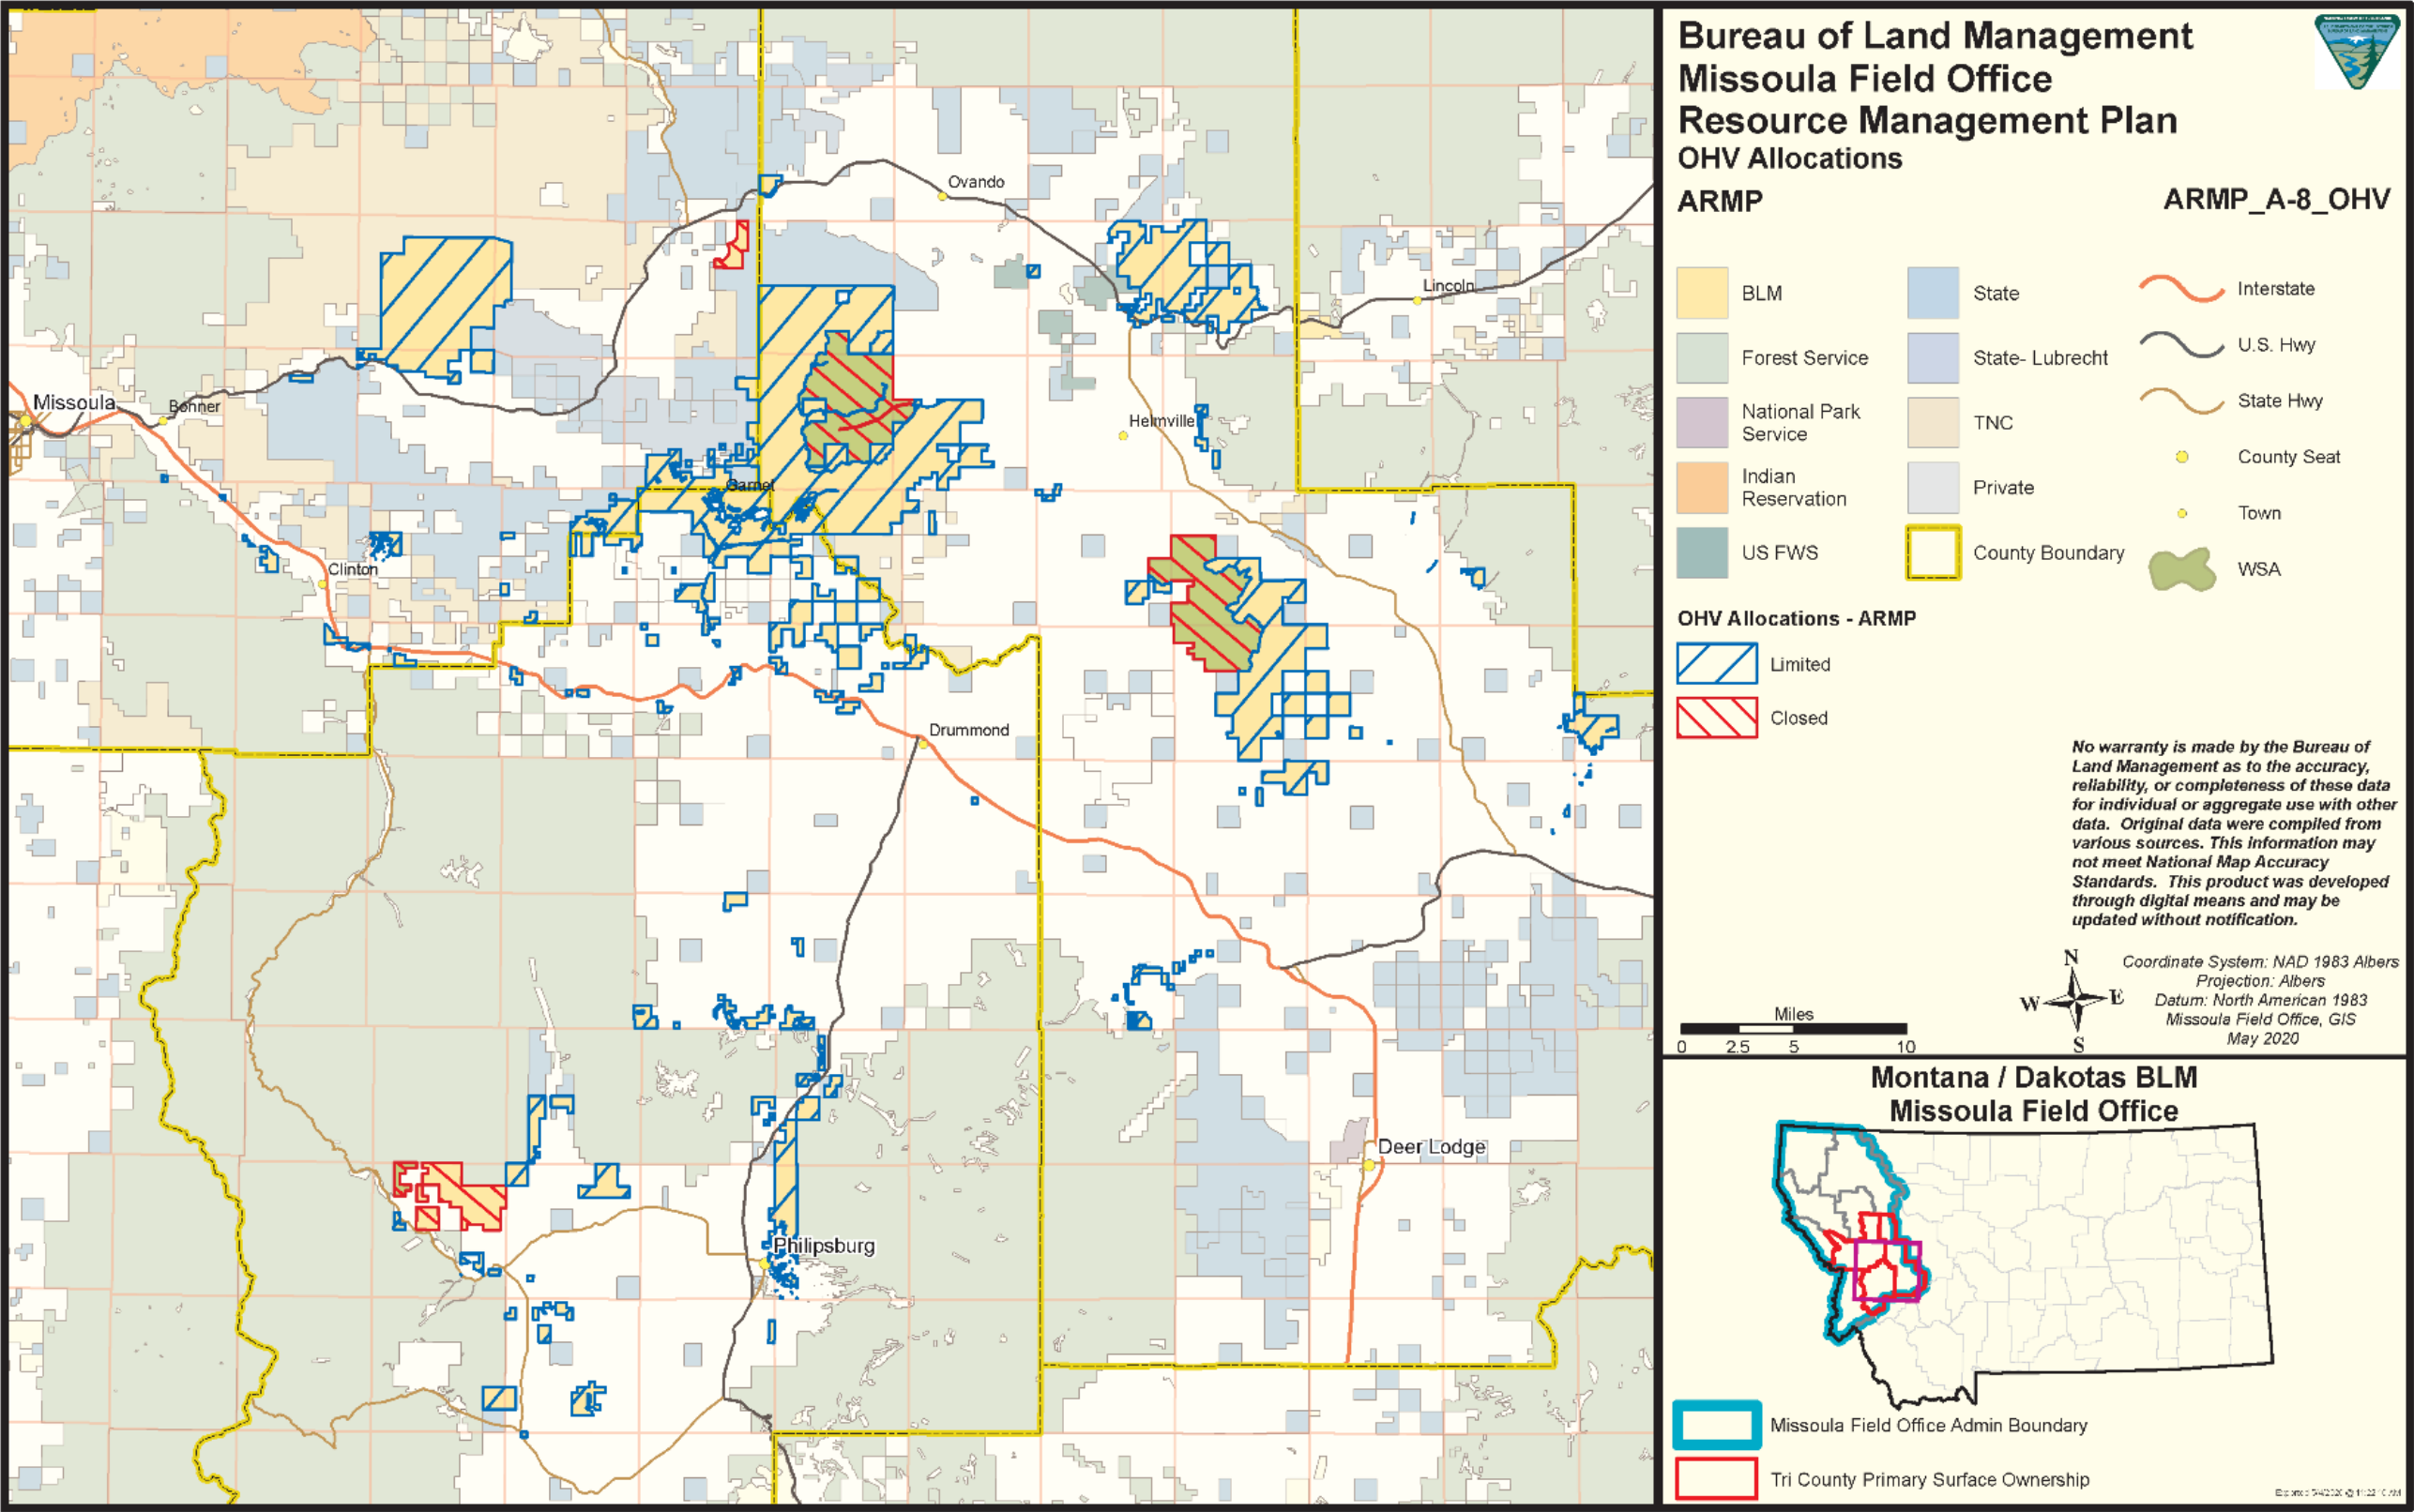 Bureau of Land Management
Missoula Field Office
Resource Management Plan
OHV Allocations
ARMP
ARMP_A-8_OHV
BLM
Forest Service
National Park
Service
Indian
Reservation
US FWS
State
State- Lubrecht
TNC
Private
County Boundary
Interstate
U.S. Hwy
State Hwy
County Seat
Town
WSA
OHV Allocations - ARMP
Limited
Closed
No warranty is made by the Bureau of
Land Management as to the accuracy,
reliability, or completeness of these data
for individual or aggregate use with other
data. Original data were compiled from
various sources. This information may
not meet National Map Accuracy
Standards. This product was developed
through digital means and may be
updated without notification.
N
W
E
S
Coordinate System: NAD 1983 Albers
Projection: Albers
Datum: North American 1983
Missoula Field Office, GIS
May 2020
Miles
0 2.5 5 10
Montana / Dakotas BLM
Missoula Field Office
Missoula Field Office Admin Boundary
Tri County Primary Surface Ownership
Ovando
Lincoln
Missoula
Bonner
Helmville
Garnet
Clinton
Drummond
Deer Lodge
Philipsburg